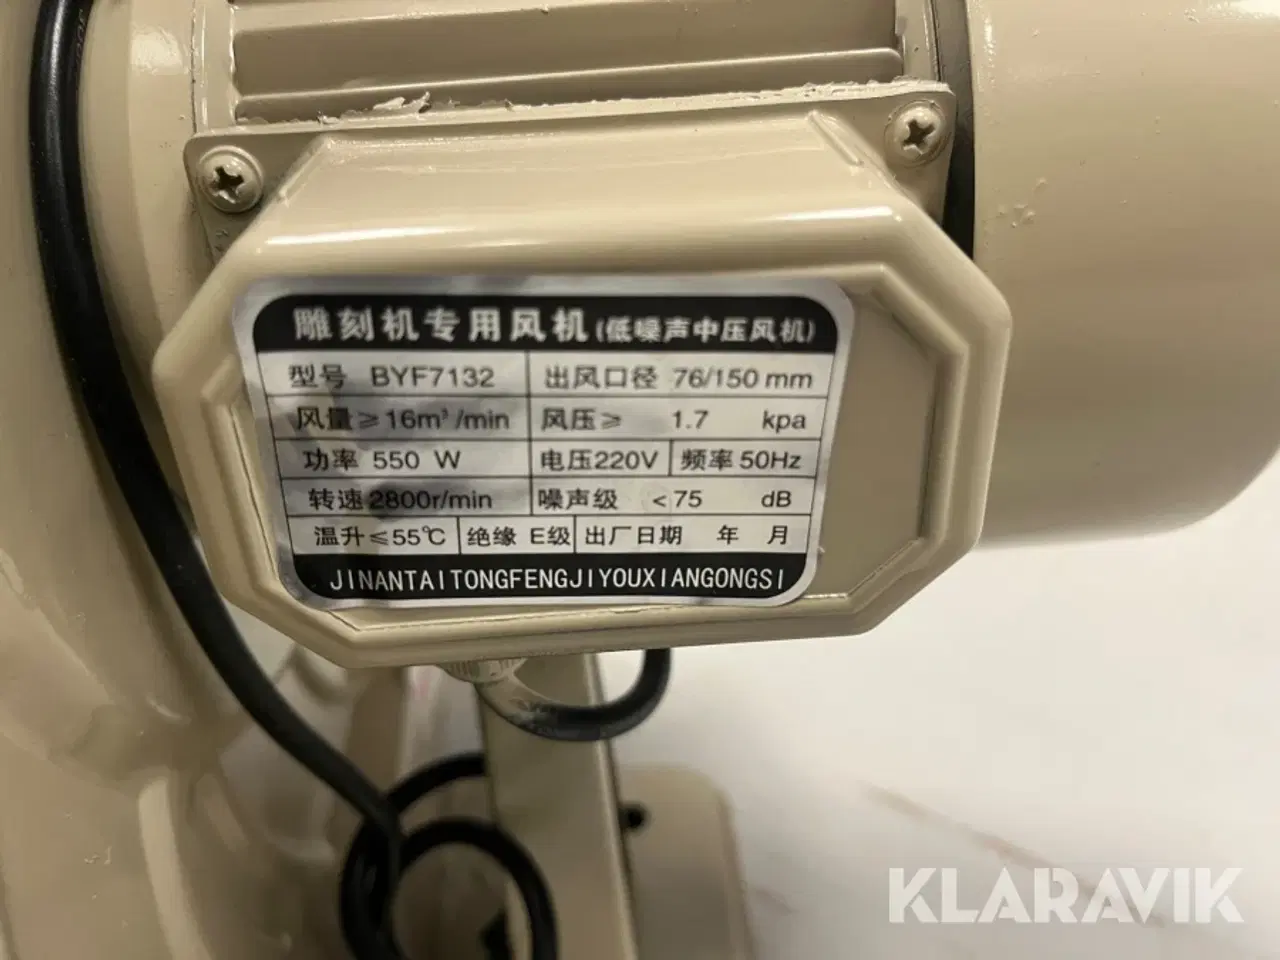 雕刻机专用风机(低噪声中压风机)
型号 BYF7132 出风口径 76/150mm
风量≥16m³/min 风压≥ 1.7 kpa
功率 550 W 电压220V 频率50Hz
转速2800r/min 噪声级 <75 dB
温升≤55℃ 绝缘 E级 出厂日期 年 月
JINANTAITONGFENGJIYOUXIANGONGSI
KLARAVIK